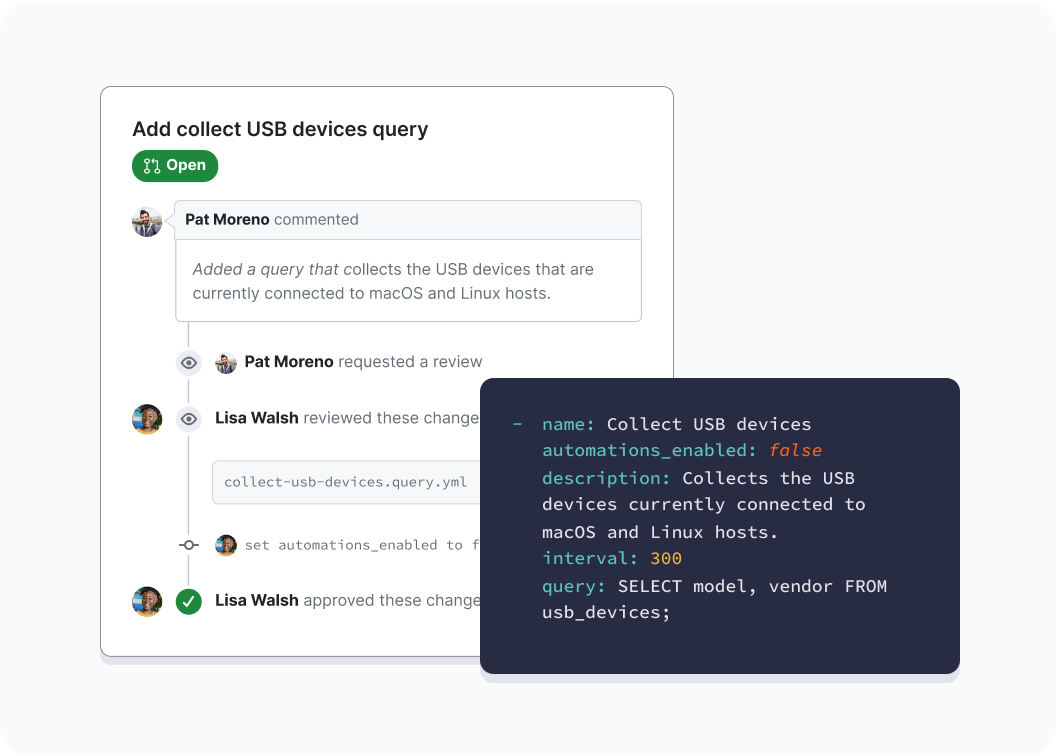 Add collect USB devices query
Open
Pat Moreno commented
Added a query that collects the USB devices that are
currently connected to macOS and Linux hosts.
Pat Moreno requested a review
Lisa Walsh reviewed these change
collect-usb-devices.query.yml
set automations_enabled to f
Lisa Walsh approved these change
- name: Collect USB devices
automations_enabled: false
description: Collects the USB
devices currently connected to
macOS and Linux hosts.
interval: 300
query: SELECT model, vendor FROM
usb_devices;